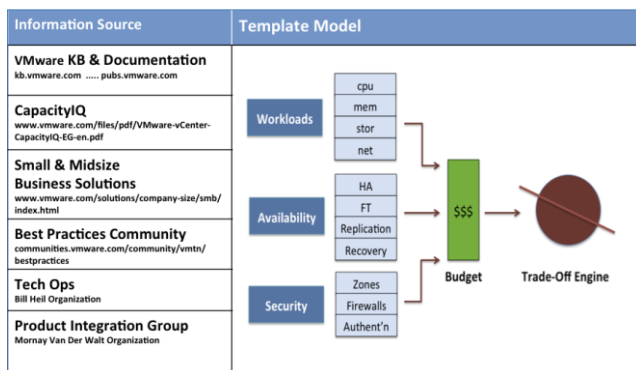 Information Source
VMware KB & Documentation
kb.vmware.com ..... pubs.vmware.com
CapacityIQ
www.vmware.com/files/pdf/VMware-vCenter-
CapacityIQ-EG-en.pdf
Small & Midsize
Business Solutions
www.vmware.com/solutions/company-size/smb/
index.html
Best Practices Community
communities.vmware.com/community/vmtn/
bestpractices
Tech Ops
Bill Heil Organization
Product Integration Group
Mornay Van Der Walt Organization
Template Model
Workloads
cpu
mem
stor
net
Availability
HA
FT
Replication
Recovery
Security
Zones
Firewalls
Authent'n
$$$
Budget
Trade-Off Engine